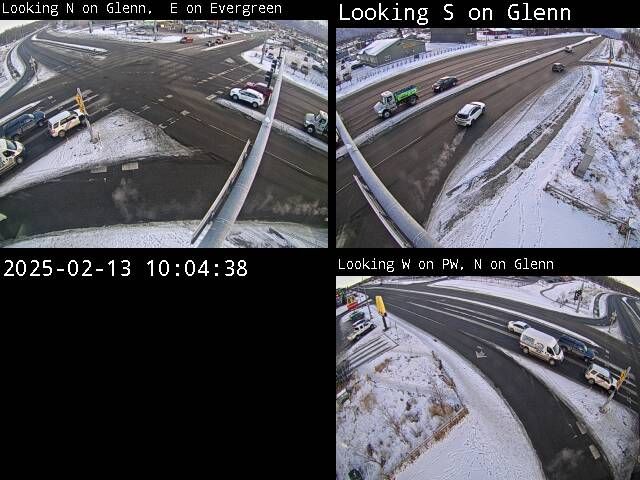 Looking N on Glenn, E on Evergreen
Looking S on Glenn
2025-02-13 10:04:38
Looking W on PW, N on Glenn